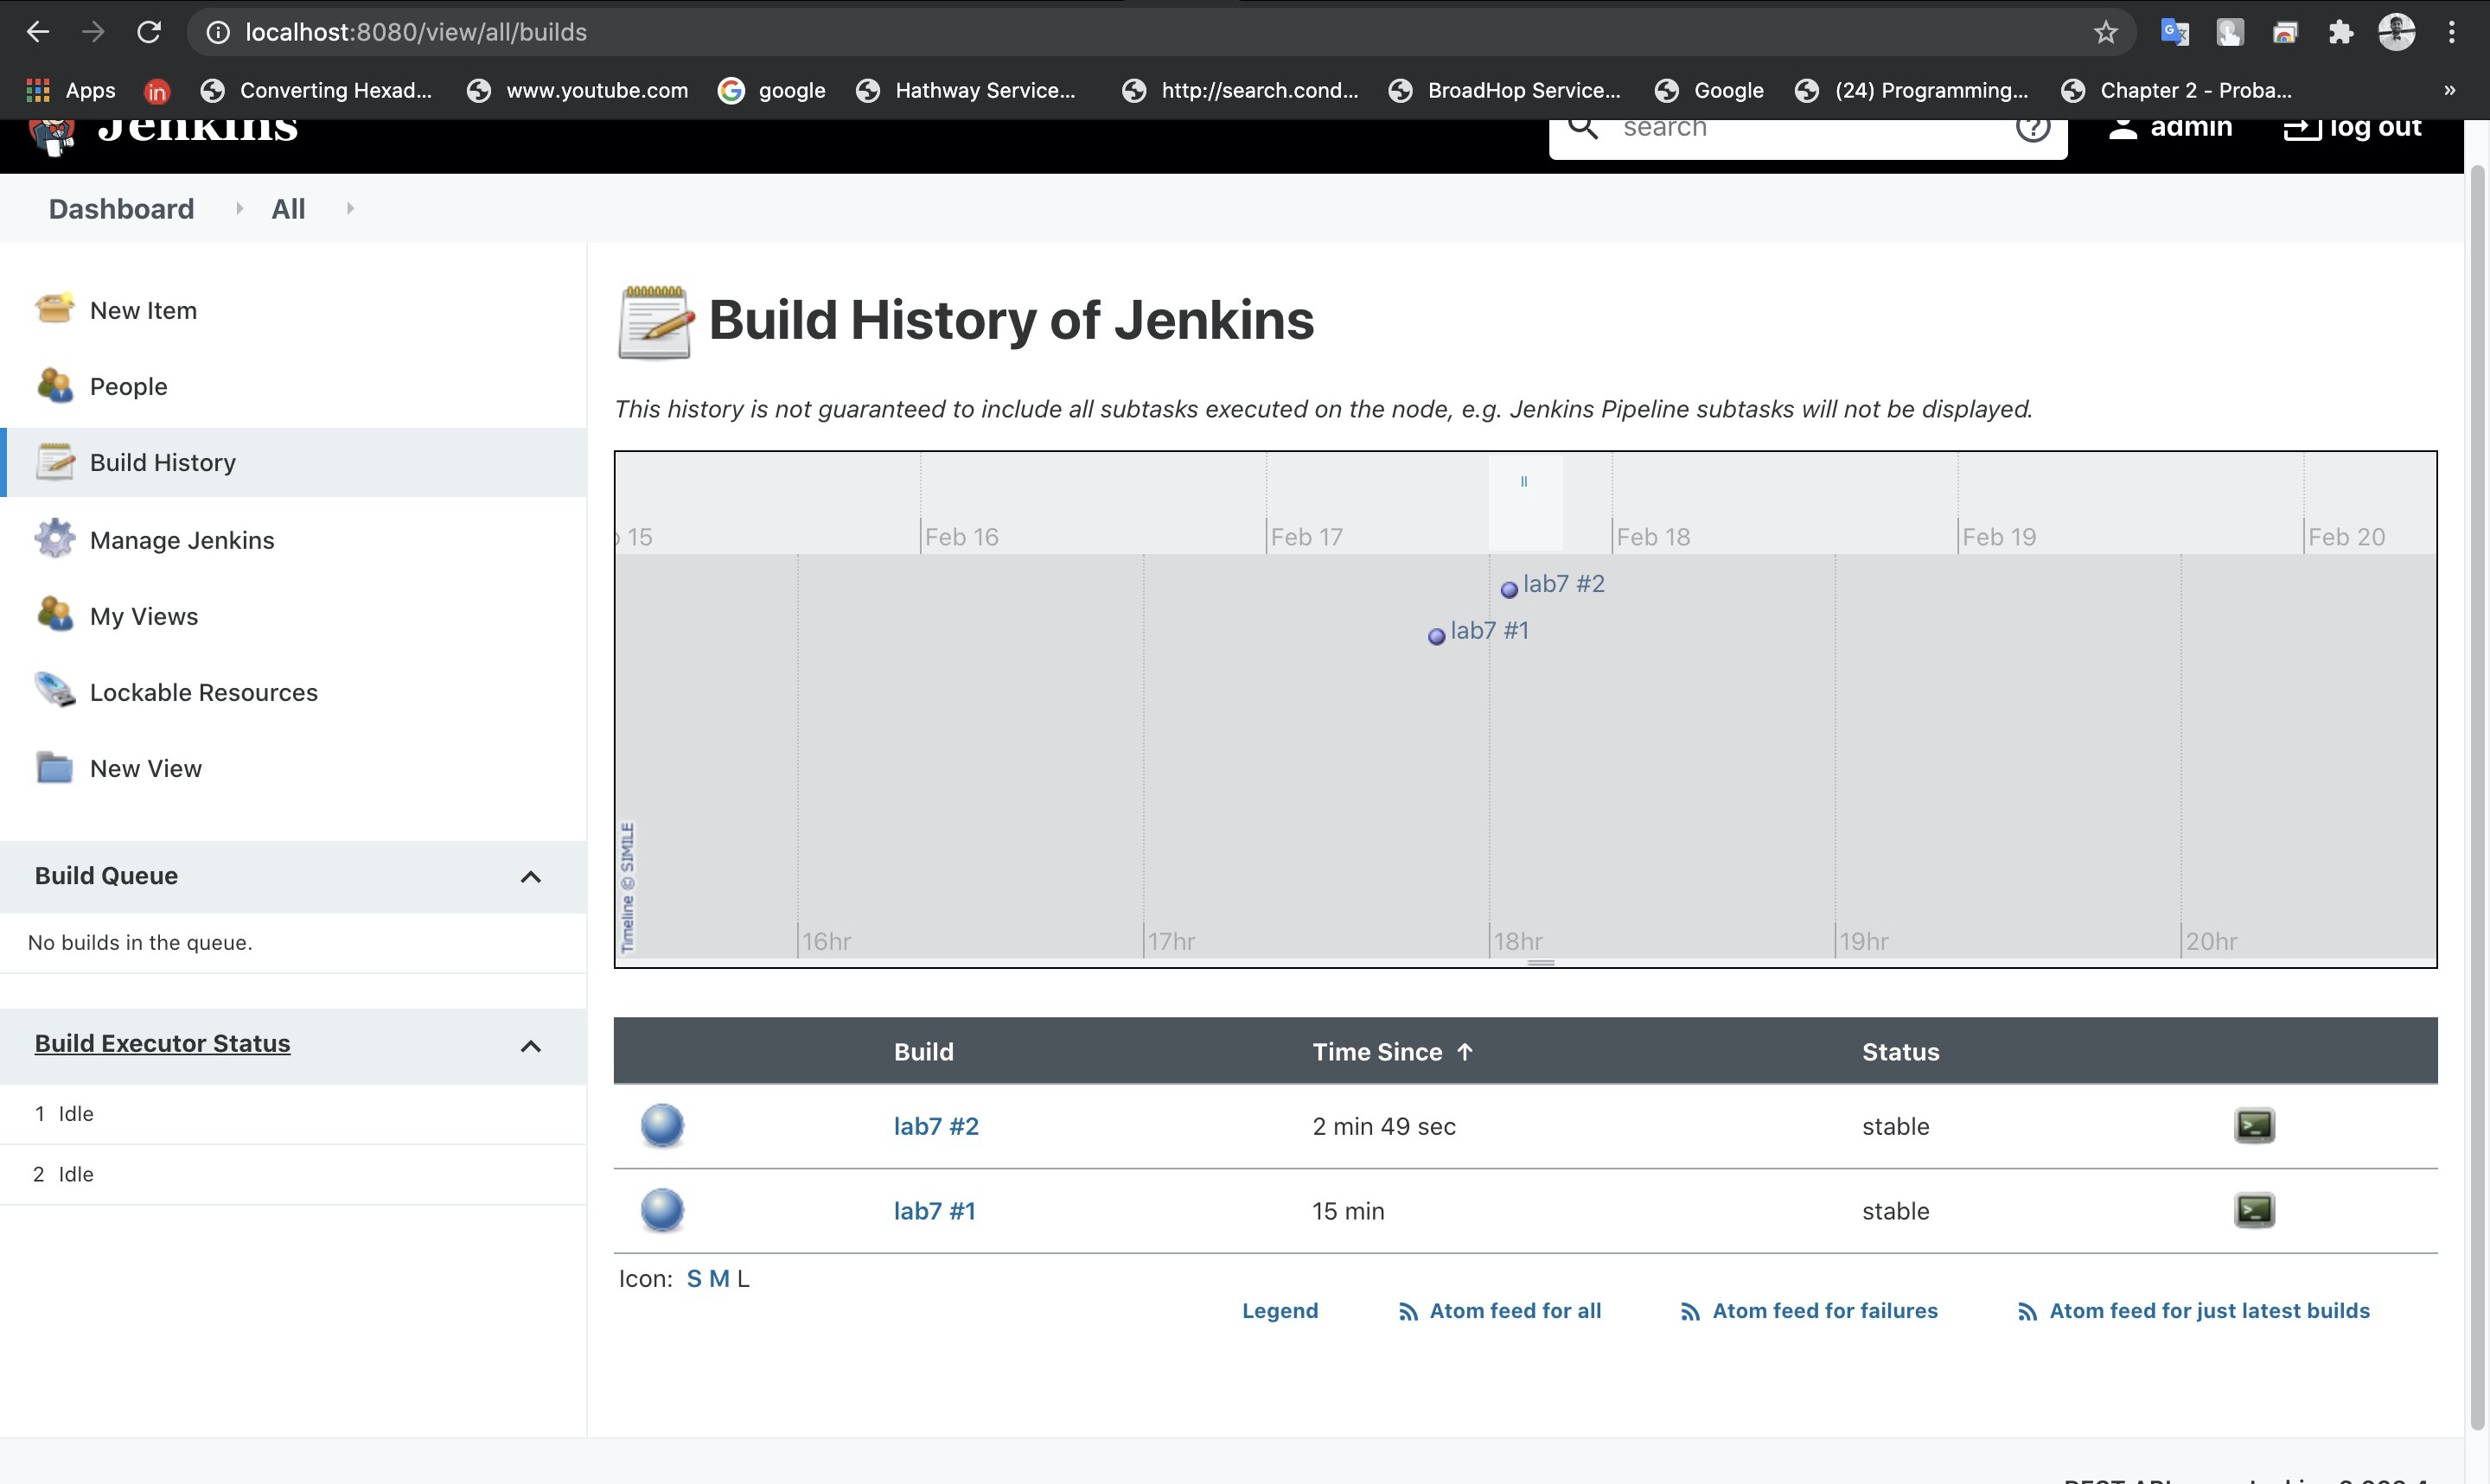 localhost:8080/view/all/builds
Apps Converting Hexad... www.youtube.com google Hathway Service... http://search.cond... BroadHop Service... Google (24) Programming... Chapter 2 - Proba... »
Jenkins search admin log out
Dashboard All
New Item
People
Build History
Manage Jenkins
My Views
Lockable Resources
New View
Build Queue
No builds in the queue.
Build Executor Status
1 Idle
2 Idle
Build History of Jenkins
This history is not guaranteed to include all subtasks executed on the node, e.g. Jenkins Pipeline subtasks will not be displayed.
15 Feb 16 Feb 17 Feb 18 Feb 19 Feb 20
lab7 #2
lab7 #1
Timeline © SIMILE
16hr 17hr 18hr 19hr 20hr
Build Time Since ↑ Status
lab7 #2 2 min 49 sec stable
lab7 #1 15 min stable
Icon: S M L
Legend Atom feed for all Atom feed for failures Atom feed for just latest builds